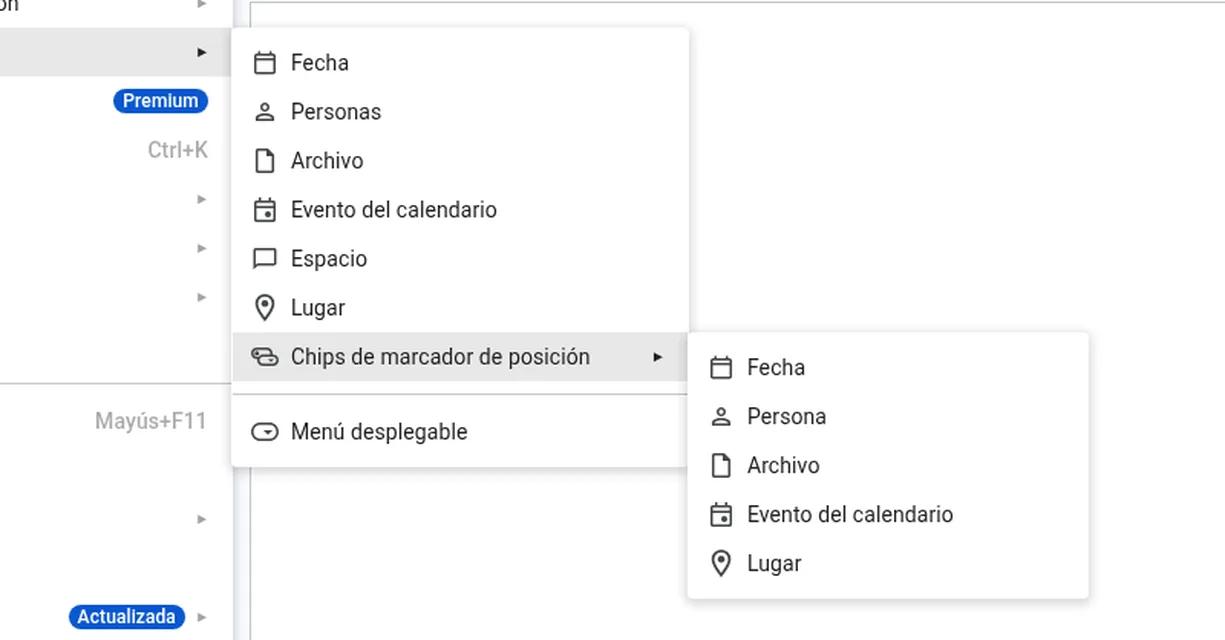 ón
Premium
Ctrl+K
Mayús+F11
Actualizada
Fecha
Personas
Archivo
Evento del calendario
Espacio
Lugar
Chips de marcador de posición
Menú desplegable
Fecha
Persona
Archivo
Evento del calendario
Lugar